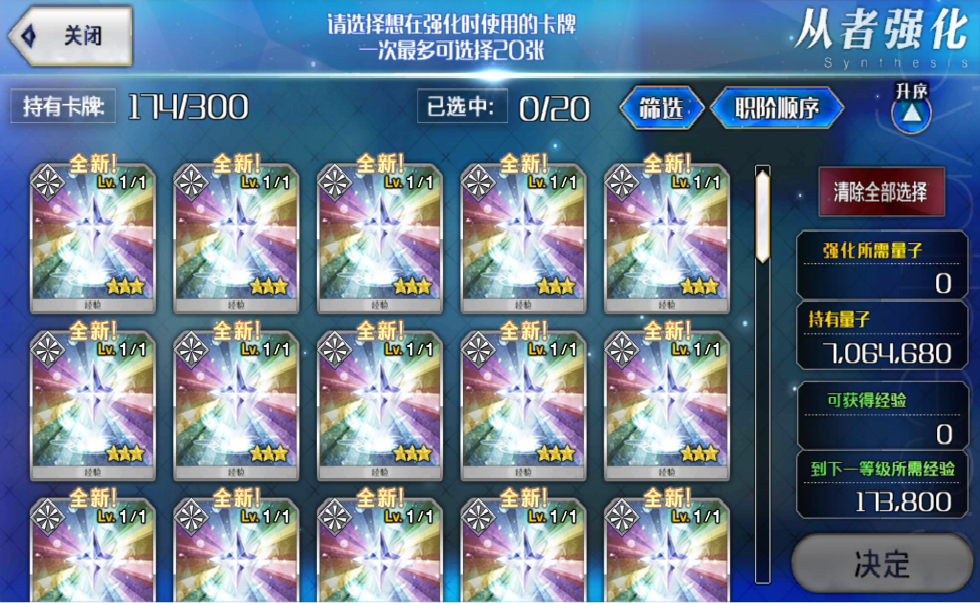 关闭
请选择想在强化时使用的卡牌
一次最多可选择20张
从者强化
Synthesis
持有卡牌: 174/300
已选中: 0/20
筛选
职阶顺序
升序
全新! 全新! 全新! 全新! 全新!
Lv. 1/1 Lv. 1/1 Lv. 1/1 Lv. 1/1 Lv. 1/1
经验 经验 经验 经验 经验
全新! 全新! 全新! 全新! 全新!
Lv. 1/1 Lv. 1/1 Lv. 1/1 Lv. 1/1 Lv. 1/1
经验 经验 经验 经验 经验
全新! 全新! 全新! 全新! 全新!
Lv. 1/1 Lv. 1/1 Lv. 1/1 Lv. 1/1 Lv. 1/1
清除全部选择
强化所需量子
0
持有量子
7,064,680
可获得经验
0
到下一等级所需经验
173,800
决定